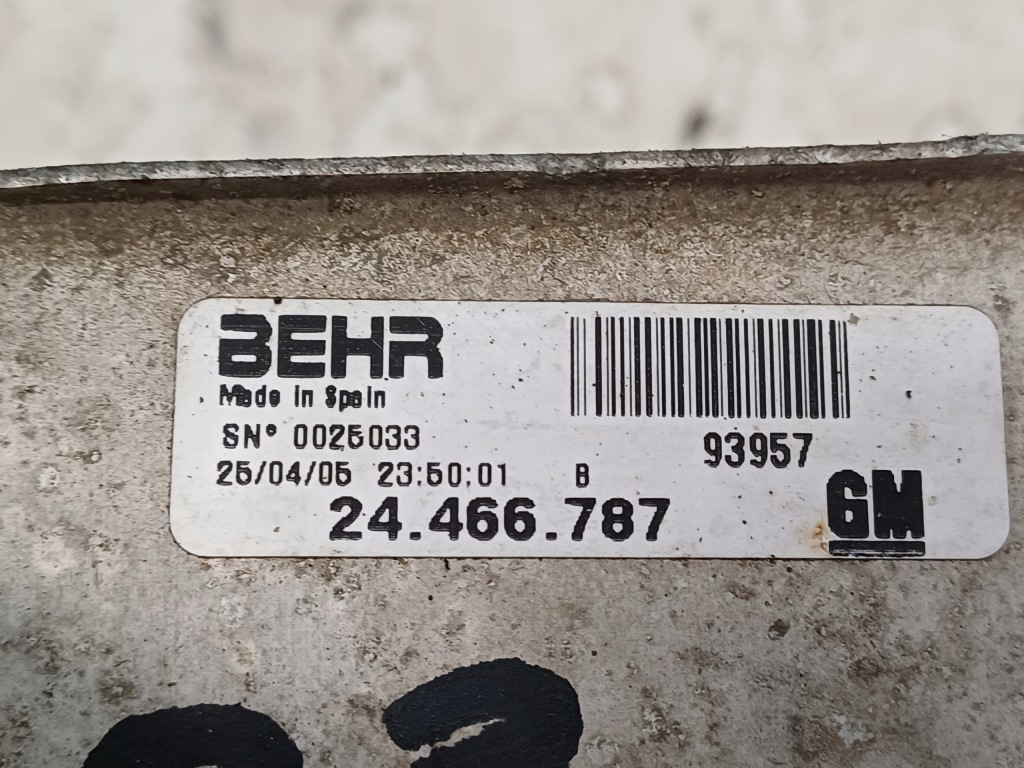 BEHR
Made in Spain
SN° 0025033
93957
25/04/05 23:50:01 B
24.466.787
GM